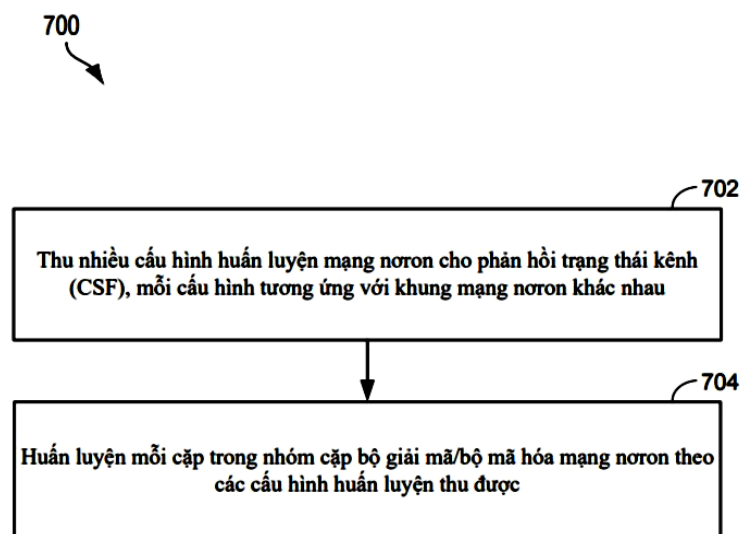 700
702
Thu nhiều cấu hình huấn luyện mạng nơron cho phản hồi trạng thái kênh
(CSF), mỗi cấu hình tương ứng với khung mạng nơron khác nhau
704
Huấn luyện mỗi cặp trong nhóm cặp bộ giải mã/bộ mã hóa mạng nơron theo
các cấu hình huấn luyện thu được